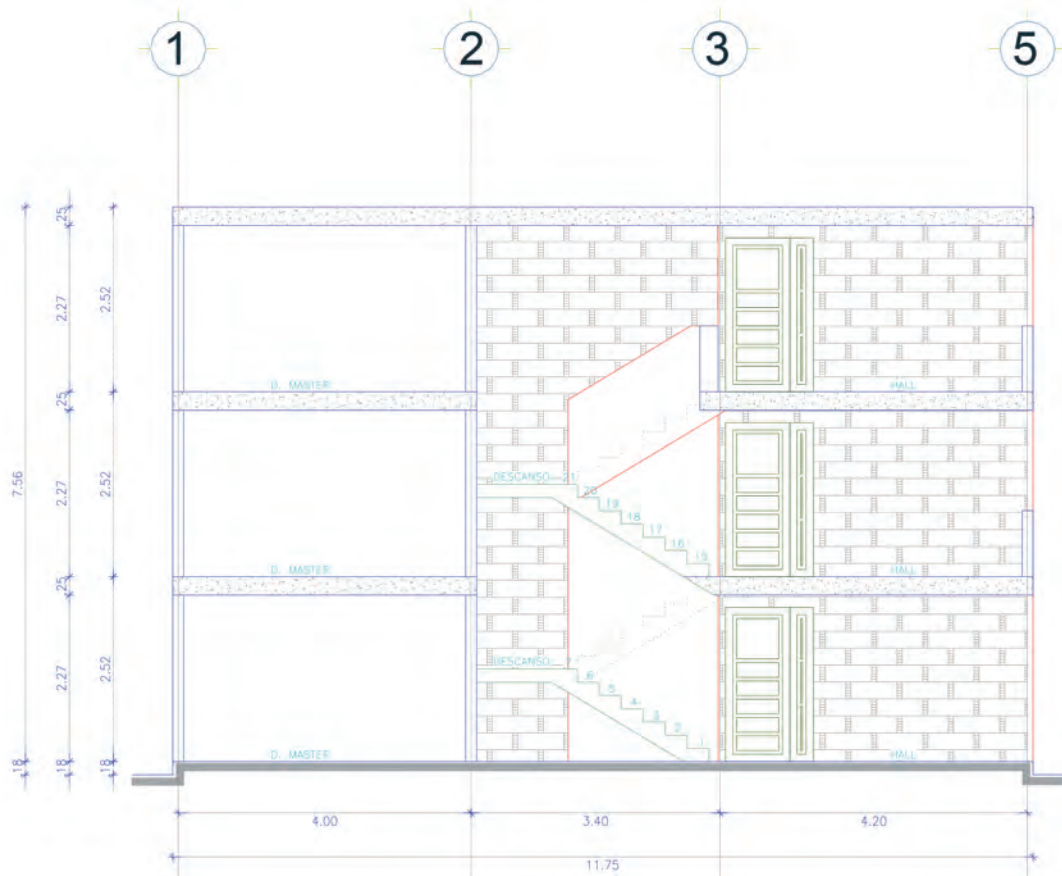 1 2 3 5
25
2.27
2.52
D. MASTER
HALL
25
7.56
DESCANSO 21
20
19
18
17
16
15
2.27
2.52
D. MASTER
HALL
25
DESCANSO 7
6
5
4
3
2
1
2.27
2.52
D. MASTER
HALL
18 18 18
4.00 3.40 4.20
11.75